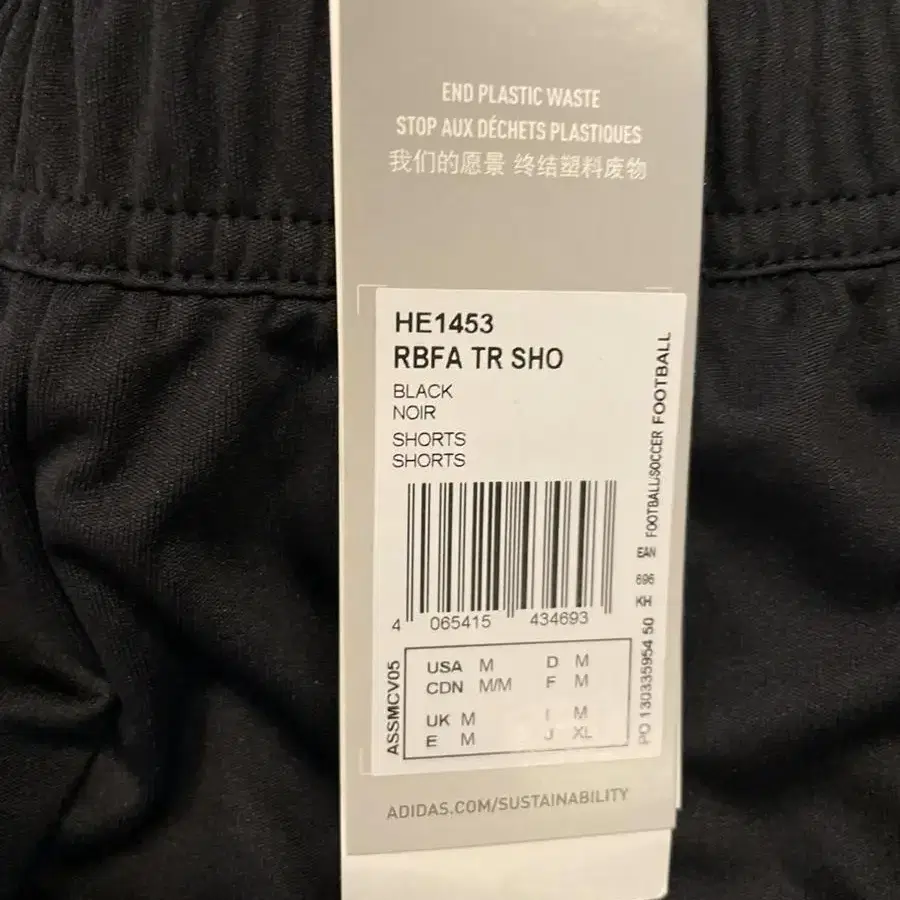 END PLASTIC WASTE
STOP AUX DÉCHETS PLASTIQUES
我们的愿景 终结塑料废物
HE1453
RBFA TR SHO
BLACK
NOIR
SHORTS
SHORTS
4 065415 434693
USA M D M
CDN M/M F M
UK M I M
E M J XL
ASSMCV05
PO 130335954 50 KH 696 EAN FOOTBALL/SOCCER FOOTBALL
ADIDAS.COM/SUSTAINABILITY